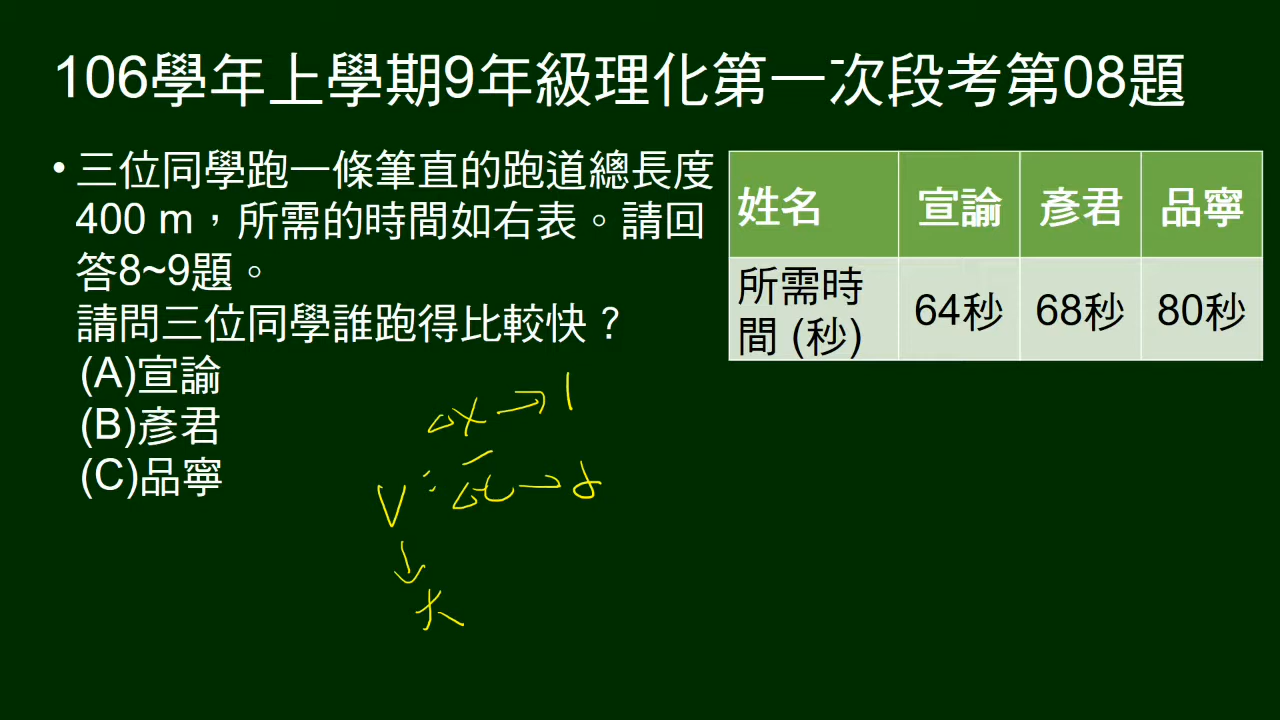 106學年上學期9年級理化第一次段考第08題
• 三位同學跑一條筆直的跑道總長度
400 m，所需的時間如右表。請回
答8~9題。
請問三位同學誰跑得比較快？
(A)宣諭
(B)彥君
(C)品寧
姓名 宣諭 彥君 品寧
所需時間 (秒) 64秒 68秒 80秒
Δx → 1
V = Δt →
大